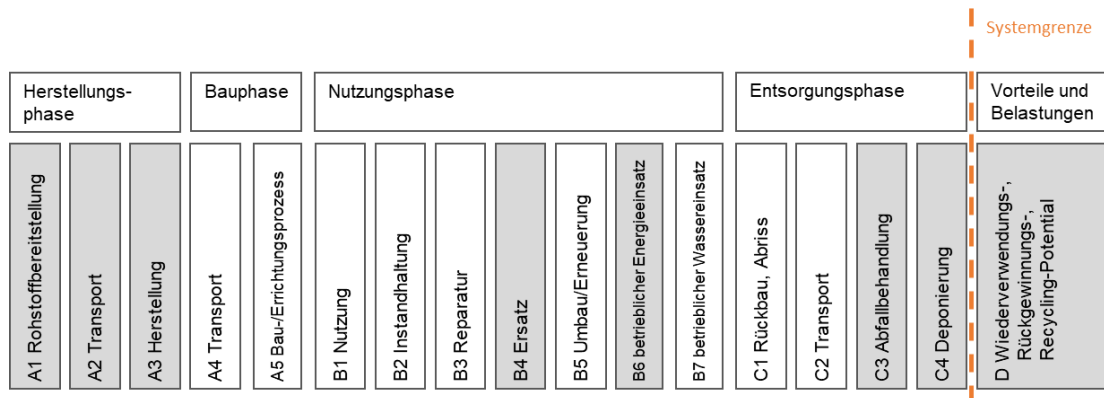 Systemgrenze
Herstellungs-
phase
Bauphase
Nutzungsphase
Entsorgungsphase
Vorteile und
Belastungen
A1 Rohstoffbereitstellung
A2 Transport
A3 Herstellung
A4 Transport
A5 Bau-/Errichtungsprozess
B1 Nutzung
B2 Instandhaltung
B3 Reparatur
B4 Ersatz
B5 Umbau/Erneuerung
B6 betrieblicher Energieeinsatz
B7 betrieblicher Wassereinsatz
C1 Rückbau, Abriss
C2 Transport
C3 Abfallbehandlung
C4 Deponierung
D Wiederverwendungs-,
Rückgewinnungs-,
Recycling-Potential